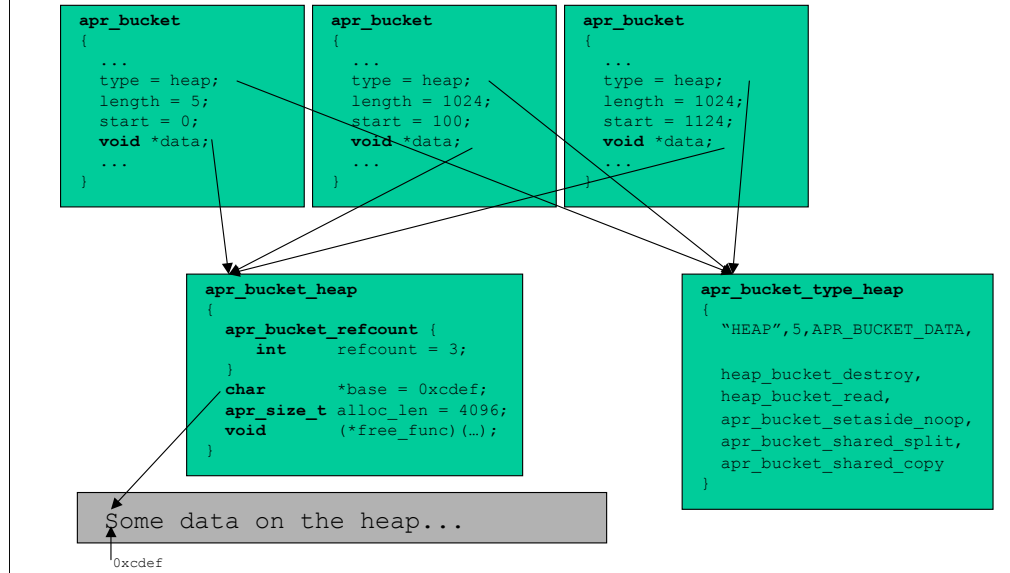 apr_bucket
{
...
type = heap;
length = 5;
start = 0;
void *data;
...
}
apr_bucket
{
...
type = heap;
length = 1024;
start = 100;
void *data;
...
}
apr_bucket
{
...
type = heap;
length = 1024;
start = 1124;
void *data;
...
}
apr_bucket_heap
{
apr_bucket_refcount {
int refcount = 3;
}
char *base = 0xcdef;
apr_size_t alloc_len = 4096;
void (*free_func)(…);
}
apr_bucket_type_heap
{
“HEAP”,5,APR_BUCKET_DATA,
heap_bucket_destroy,
heap_bucket_read,
apr_bucket_setaside_noop,
apr_bucket_shared_split,
apr_bucket_shared_copy
}
Some data on the heap...
0xcdef